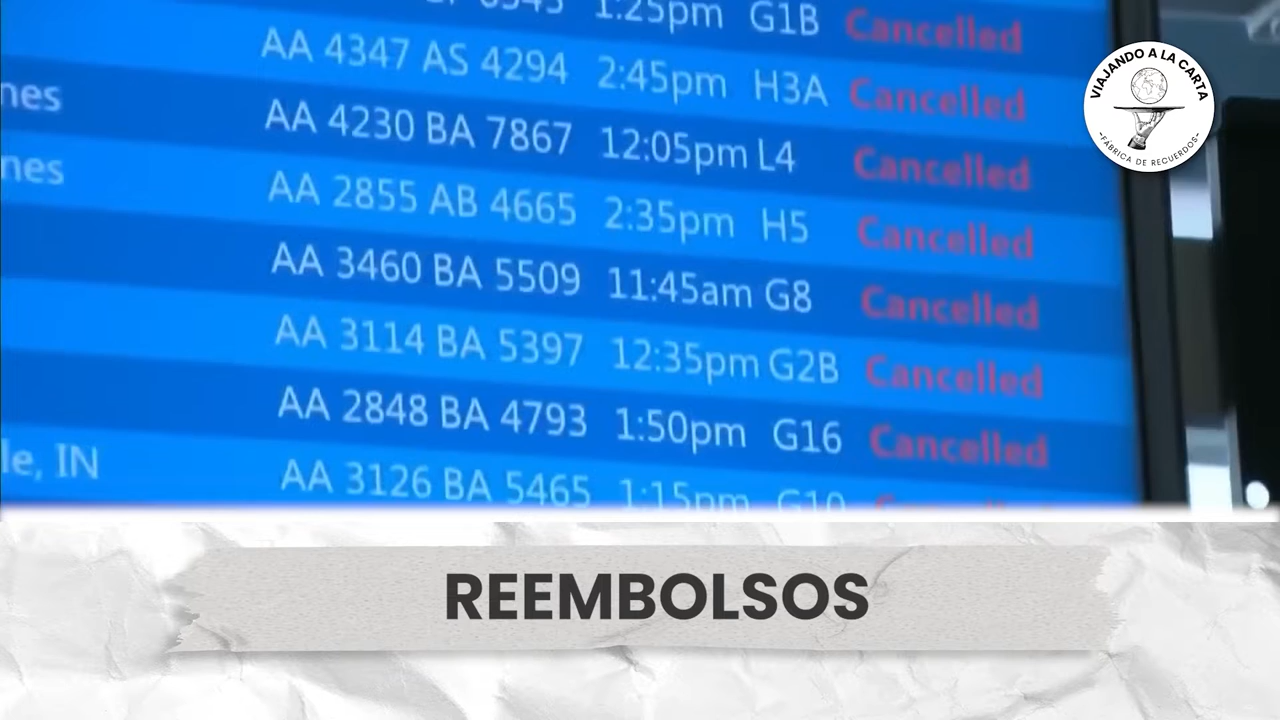 1:25pm G1B Cancelled
AA 4347 AS 4294 2:45pm H3A Cancelled
nes AA 4230 BA 7867 12:05pm L4 Cancelled
nes AA 2855 AB 4665 2:35pm H5 Cancelled
AA 3460 BA 5509 11:45am G8 Cancelled
AA 3114 BA 5397 12:35pm G2B Cancelled
AA 2848 BA 4793 1:50pm G16 Cancelled
le, IN AA 3126 BA 5465 1:15pm
VIAJANDO A LA CARTA
-FÁBRICA DE RECUERDOS-
REEMBOLSOS